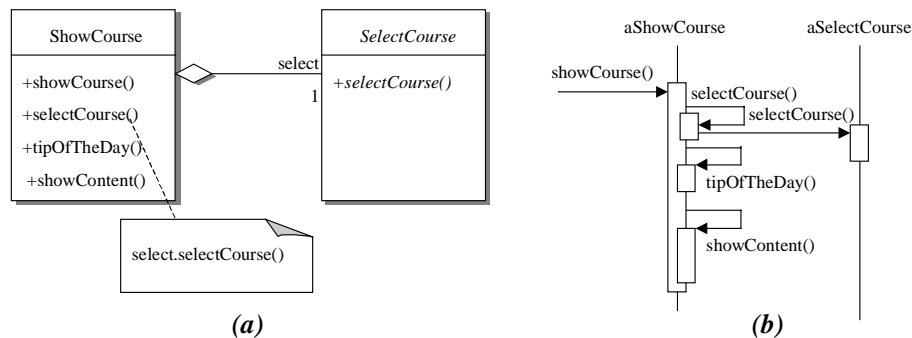 ShowCourse
+showCourse()
+selectCourse()
+tipOfTheDay()
+showContent()
select
1
SelectCourse
+selectCourse()
select.selectCourse()
(a)
aShowCourse
aSelectCourse
showCourse()
selectCourse()
selectCourse()
tipOfTheDay()
showContent()
(b)